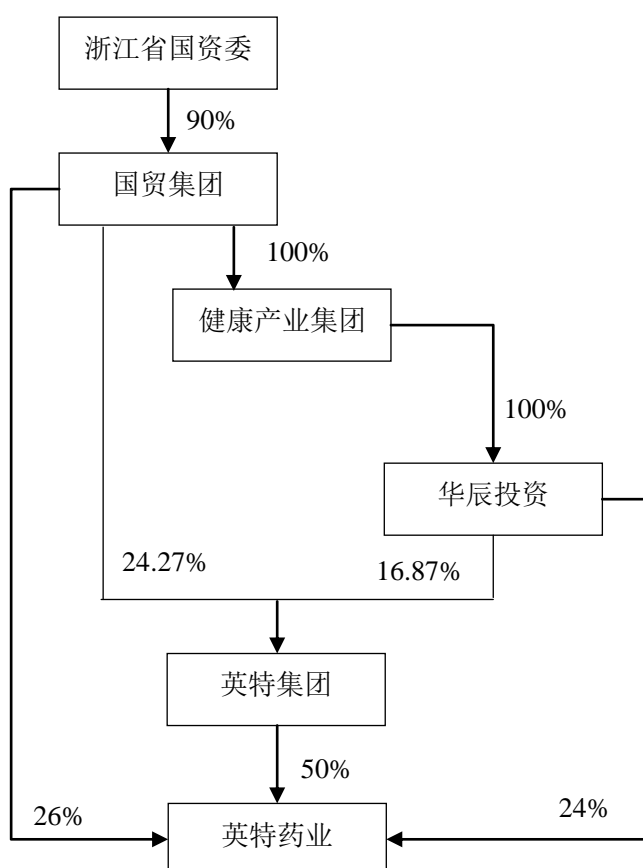 浙江省国资委
90%
国贸集团
100%
健康产业集团
100%
华辰投资
24.27%
16.87%
英特集团
50%
26%
英特药业
24%